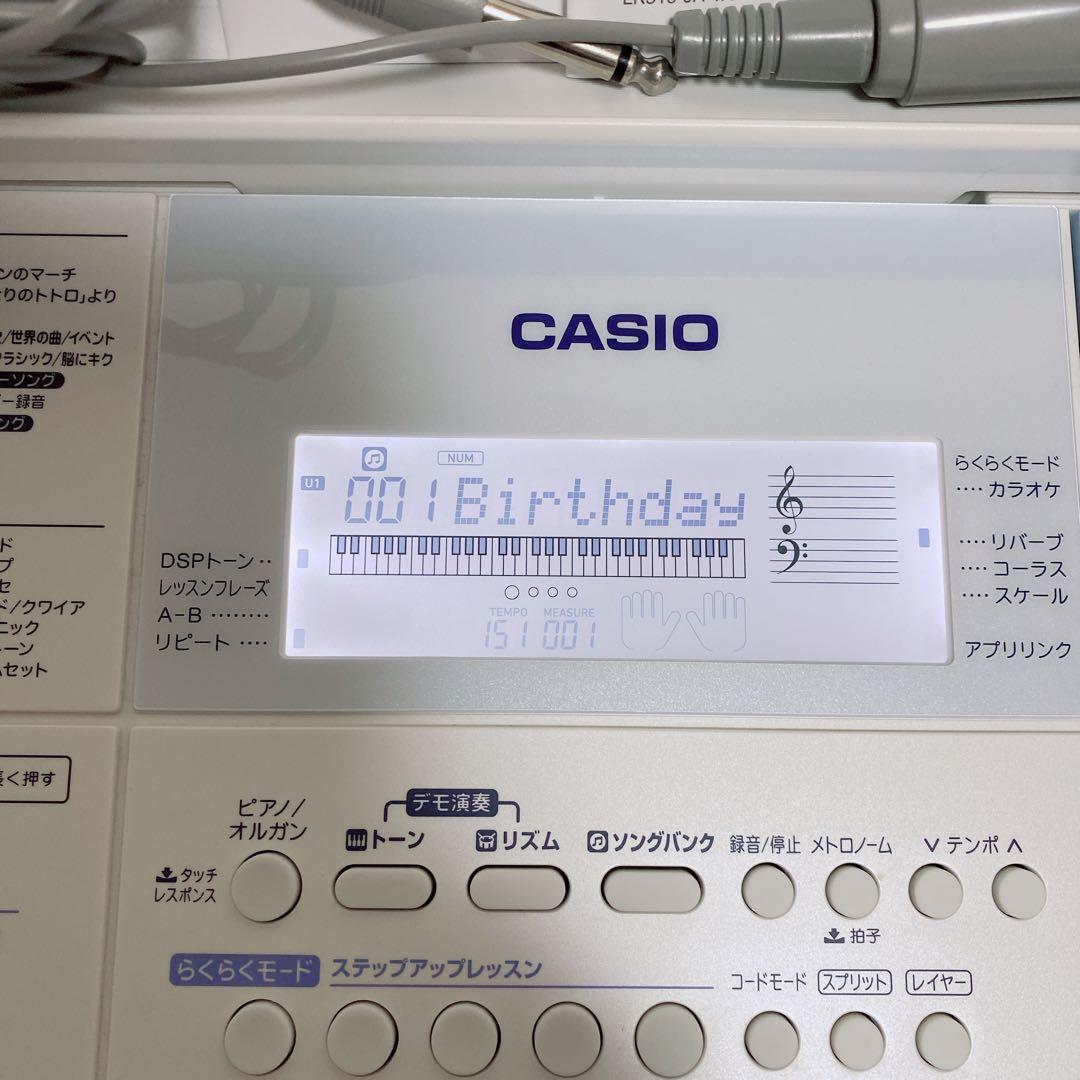 ンのマーチ
のトトロ」より
/世界の曲/イベント
ラシック/脳にキク
ーソング
ー録音
ング
ド
プ
セ
ド/クワイア
ニック
トーン
ムセット
CASIO
NUM
U1
001 Birthday
TEMPO MEASURE
151 001
DSPトーン ‥
レッスンフレーズ
A-B ‥‥‥‥
リピート ‥‥
らくらくモード
‥‥ カラオケ
‥‥ リバーブ
‥‥ コーラス
‥‥ スケール
アプリリンク
く押す
ピアノ/
オルガン
デモ演奏
トーン
リズム
ソングバンク
録音/停止
メトロノーム
∨ テンポ ∧
タッチ
レスポンス
拍子
らくらくモード
ステップアップレッスン
コードモード
スプリット
レイヤー